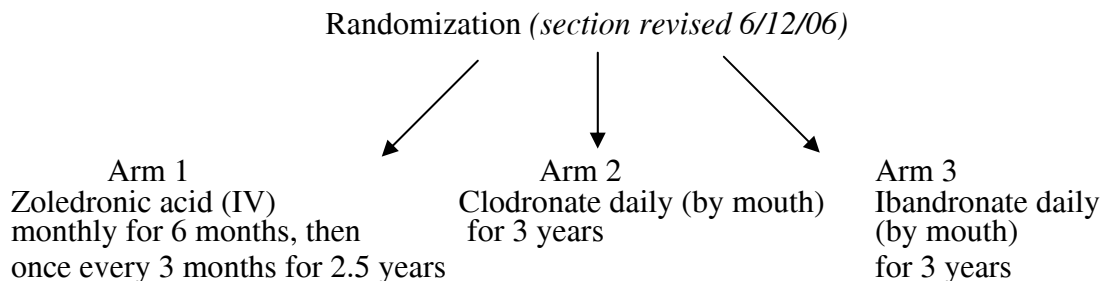 Randomization (section revised 6/12/06)
Arm 1
Zoledronic acid (IV)
monthly for 6 months, then
once every 3 months for 2.5 years
Arm 2
Clodronate daily (by mouth)
for 3 years
Arm 3
Ibandronate daily
(by mouth)
for 3 years